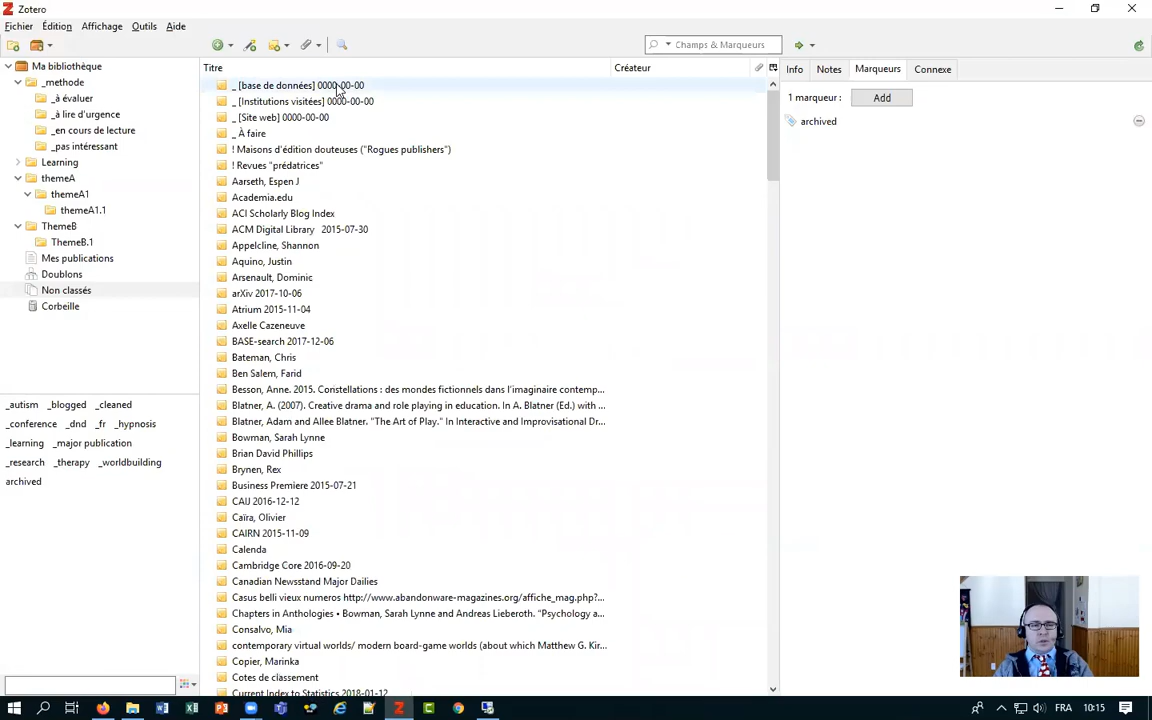 Zotero
Fichier Édition Affichage Outils Aide
Champs & Marqueurs
Ma bibliothèque
_methode
_à évaluer
_à lire d'urgence
_en cours de lecture
_pas intéressant
Learning
themeA
themeA1
themeA1.1
ThemeB
ThemeB.1
Mes publications
Doublons
Non classés
Corbeille
_autism _blogged _cleaned
_conference _dnd _fr _hypnosis
_learning _major publication
_research _therapy _worldbuilding
archived
Titre Créateur
_ [base de données] 0000-00-00
_ [Institutions visitées] 0000-00-00
_ [Site web] 0000-00-00
_ À faire
! Maisons d'édition douteuses ("Rogues publishers")
! Revues "prédatrices"
Aarseth, Espen J
Academia.edu
ACI Scholarly Blog Index
ACM Digital Library 2015-07-30
Appelcline, Shannon
Aquino, Justin
Arsenault, Dominic
arXiv 2017-10-06
Atrium 2015-11-04
Axelle Cazeneuve
BASE-search 2017-12-06
Bateman, Chris
Ben Salem, Farid
Besson, Anne. 2015. Constellations : des mondes fictionnels dans l'imaginaire contemp...
Blatner, A. (2007). Creative drama and role playing in education. In A. Blatner (Ed.) with ...
Blatner, Adam and Allee Blatner. "The Art of Play." In Interactive and Improvisational Dr...
Bowman, Sarah Lynne
Brian David Phillips
Brynen, Rex
Business Premiere 2015-07-21
CAIJ 2016-12-12
Caïra, Olivier
CAIRN 2015-11-09
Calenda
Cambridge Core 2016-09-20
Canadian Newsstand Major Dailies
Casus belli vieux numeros http://www.abandonware-magazines.org/affiche_mag.php?...
Chapters in Anthologies • Bowman, Sarah Lynne and Andreas Lieberoth. "Psychology a...
Consalvo, Mia
contemporary virtual worlds/ modern board-game worlds (about which Matthew G. Kir...
Copier, Marinka
Cotes de classement
Current Index to Statistics 2018-01-12
Info Notes Marqueurs Connexe
1 marqueur : Add
archived
FRA 10:15